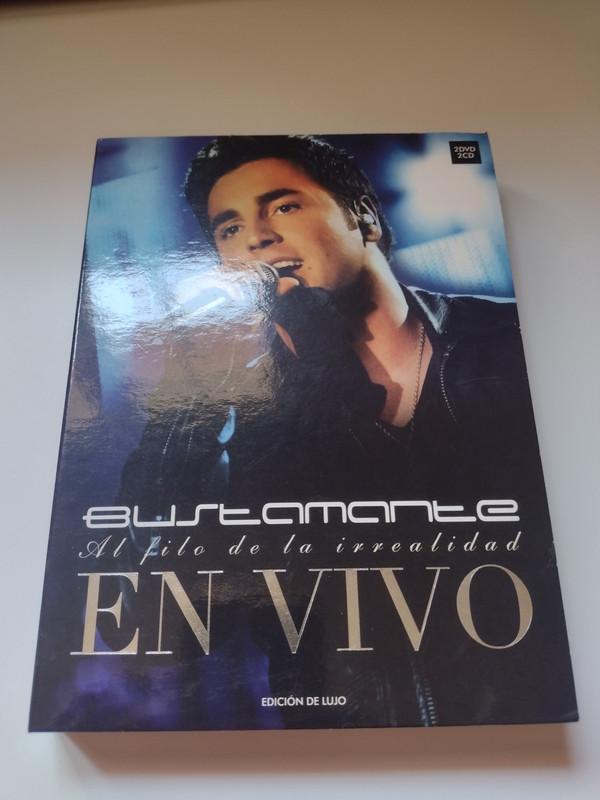 2DVD
2CD
BUSTAMANTE
Al filo de la irrealidad
EN VIVO
EDICIÓN DE LUJO